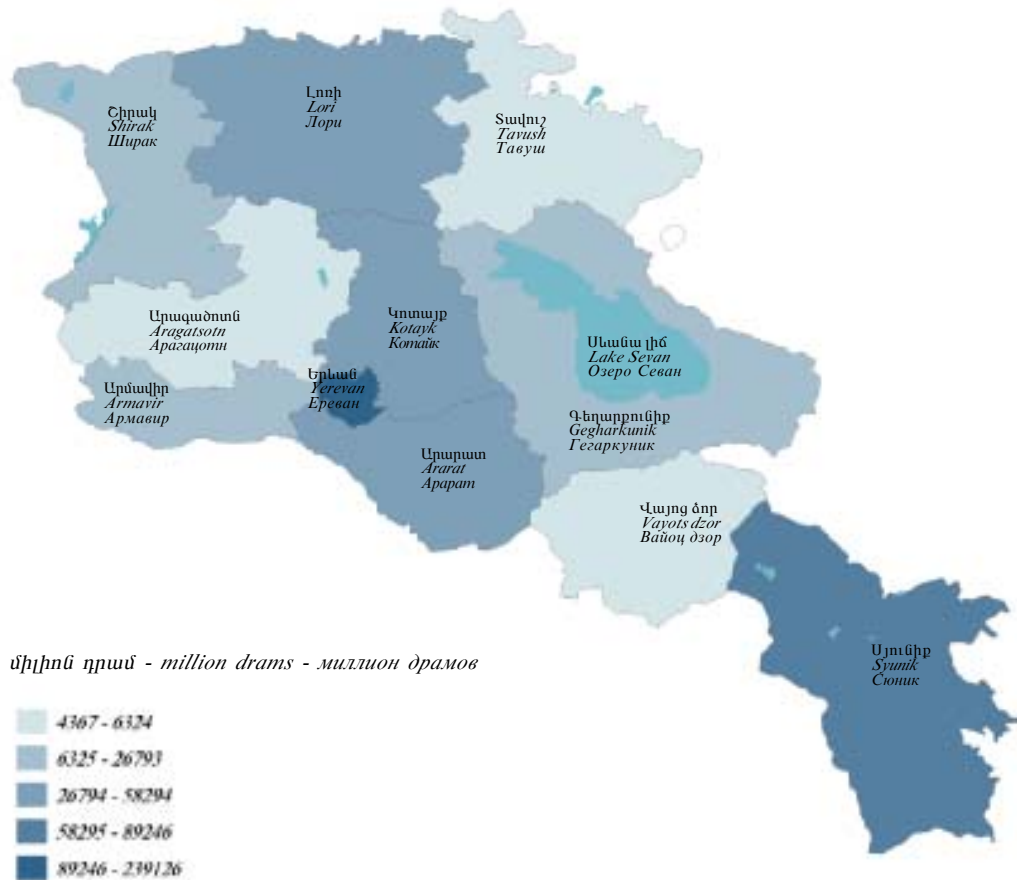 Լոռի
Lori
Лори
Շիրակ
Shirak
Ширак
Տավուշ
Tavush
Тавуш
Արագածոտն
Aragatsotn
Арагацотн
Կոտայք
Kotayk
Котайк
Սևանա լիճ
Lake Sevan
Озеро Севан
Երևան
Yerevan
Ереван
Արմավիր
Armavir
Армавир
Գեղարքունիք
Gegharkunik
Гегаркуник
Արարատ
Ararat
Арарат
Վայոց ձոր
Vayots dzor
Вайоц дзор
Սյունիք
Syunik
Сюник
միլիոն դրամ - million drams - миллион драмов
4367 - 6324
6325 - 26793
26794 - 58294
58295 - 89246
89246 - 239126